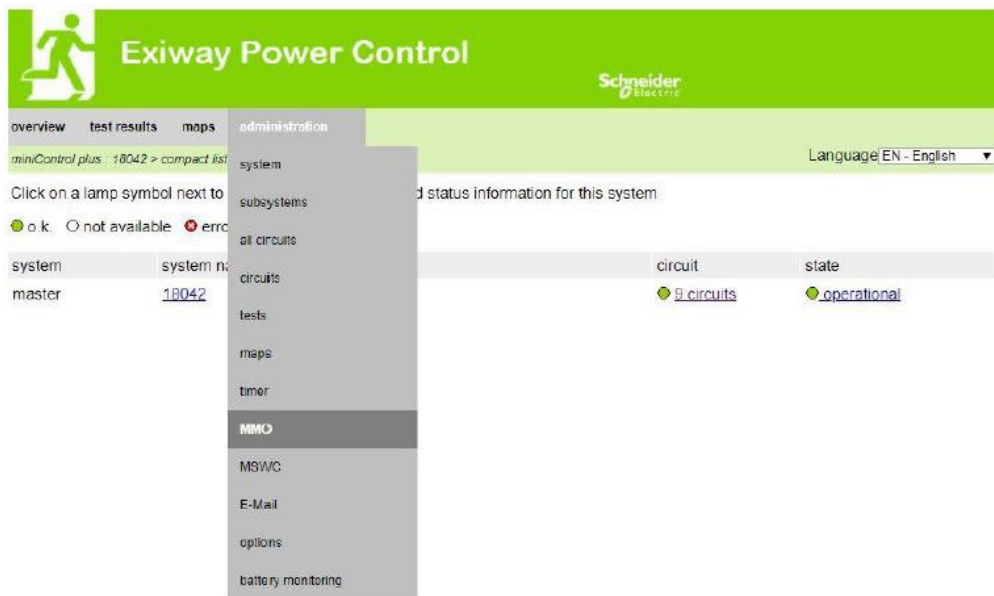 Exiway Power Control
Schneider
Electric
overview test results maps administration
miniControl plus : 18042 > compact list
Language EN - English
system
Click on a lamp symbol next to d status information for this system
subsystems
o.k. not available erro
all circuits
system system na circuit state
circuits
master 18042 9 circuits operational
tests
maps
timer
MMO
MSWC
E-Mail
options
battery monitoring